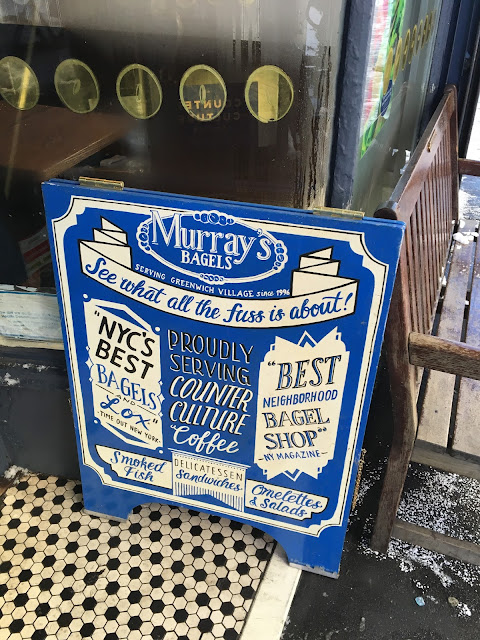 Murray's
BAGELS
SERVING GREENWICH VILLAGE since 1996
See what all the fuss is about!
"NYC'S
BEST
BAGELS
AND
Lox"
-TIME OUT NEW YORK-
PROUDLY
SERVING
COUNTER
CULTURE
Coffee
"BEST
NEIGHBORHOOD
BAGEL
SHOP"
-NY MAGAZINE-
Smoked
Fish
DELICATESSEN
Sandwiches
Omelettes
& Salads